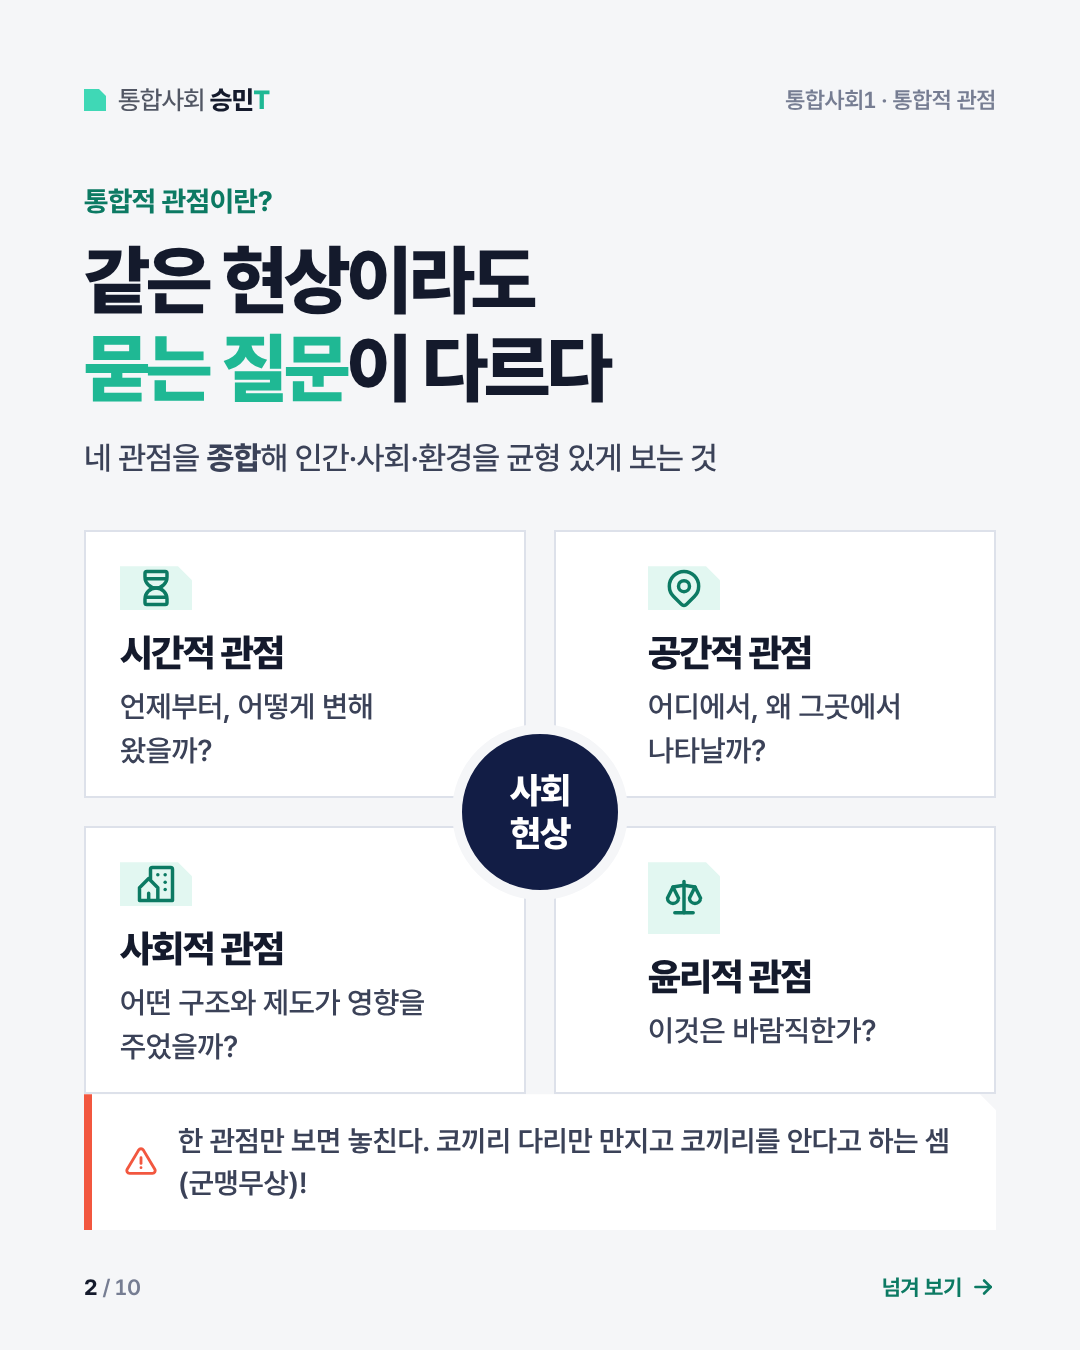 통합사회 승민T
통합사회1 · 통합적 관점
통합적 관점이란?
같은 현상이라도
묻는 질문이 다르다
네 관점을 종합해 인간·사회·환경을 균형 있게 보는 것
시간적 관점
언제부터, 어떻게 변해
왔을까?
공간적 관점
어디에서, 왜 그곳에서
나타날까?
사회
현상
사회적 관점
어떤 구조와 제도가 영향을
주었을까?
윤리적 관점
이것은 바람직한가?
한 관점만 보면 놓친다. 코끼리 다리만 만지고 코끼리를 안다고 하는 셈
(군맹무상)!
2 / 10
넘겨 보기 →